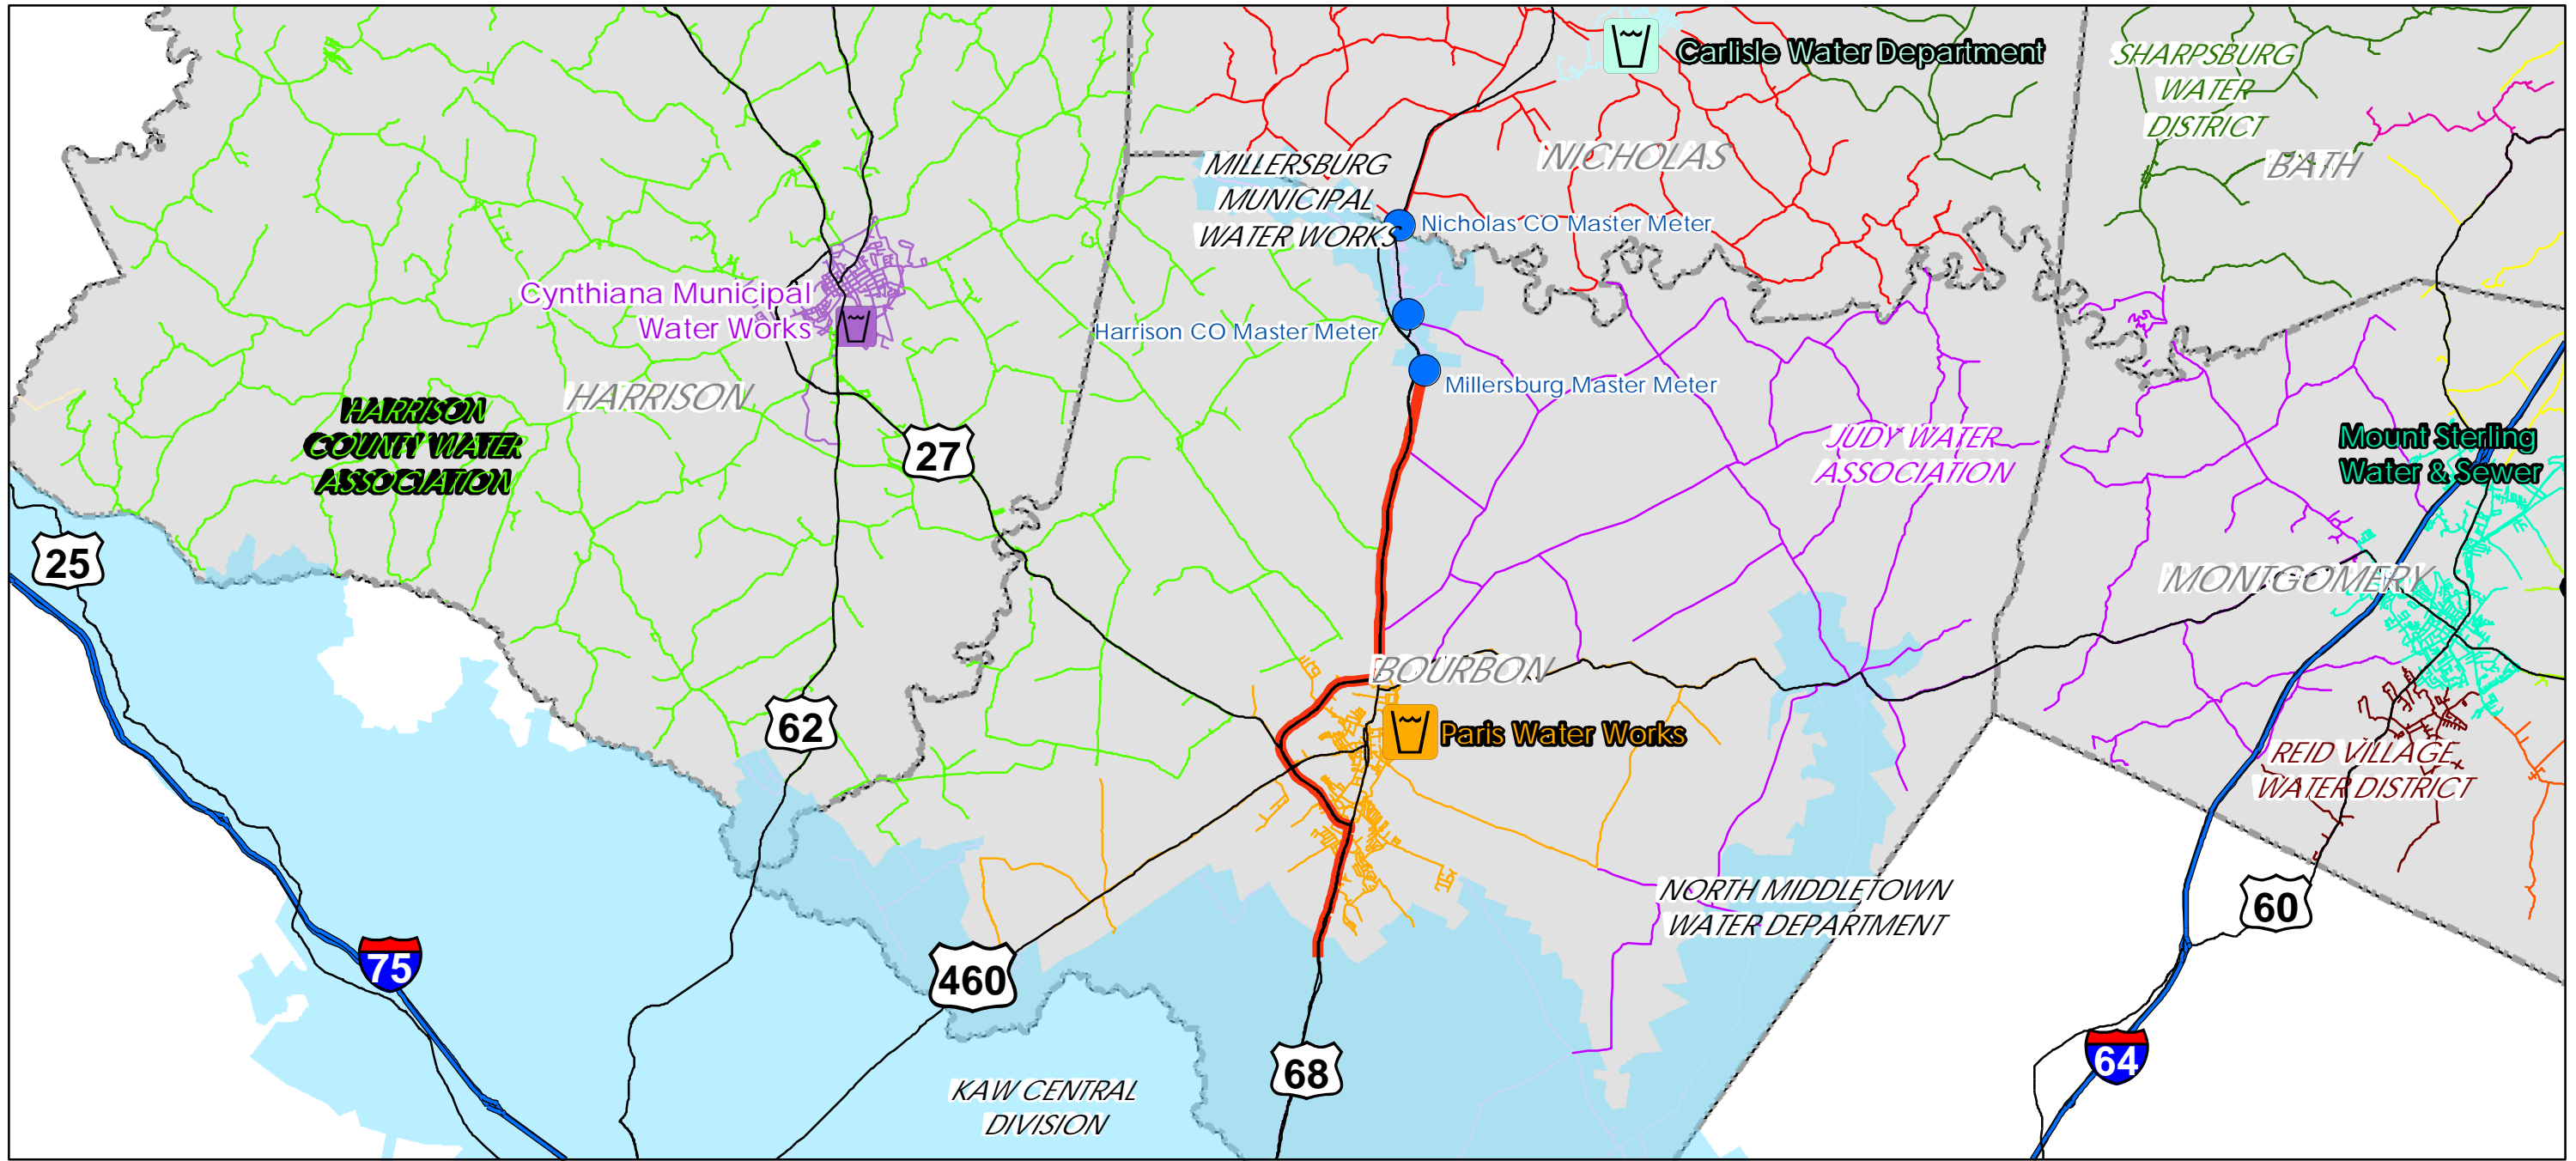 Carlisle Water Department
SHARPSBURG
WATER
DISTRICT
BATH
MILLERSBURG
MUNICIPAL
WATER WORKS
NICHOLAS
Nicholas CO Master Meter
Cynthiana Municipal
Water Works
Harrison CO Master Meter
Millersburg Master Meter
HARRISON
HARRISON
COUNTY WATER
ASSOCIATION
27
JUDY WATER
ASSOCIATION
Mount Sterling
Water & Sewer
25
MONTGOMERY
BOURBON
62
Paris Water Works
REID VILLAGE
WATER DISTRICT
NORTH MIDDLETOWN
WATER DEPARTMENT
60
75
460
68
64
KAW CENTRAL
DIVISION